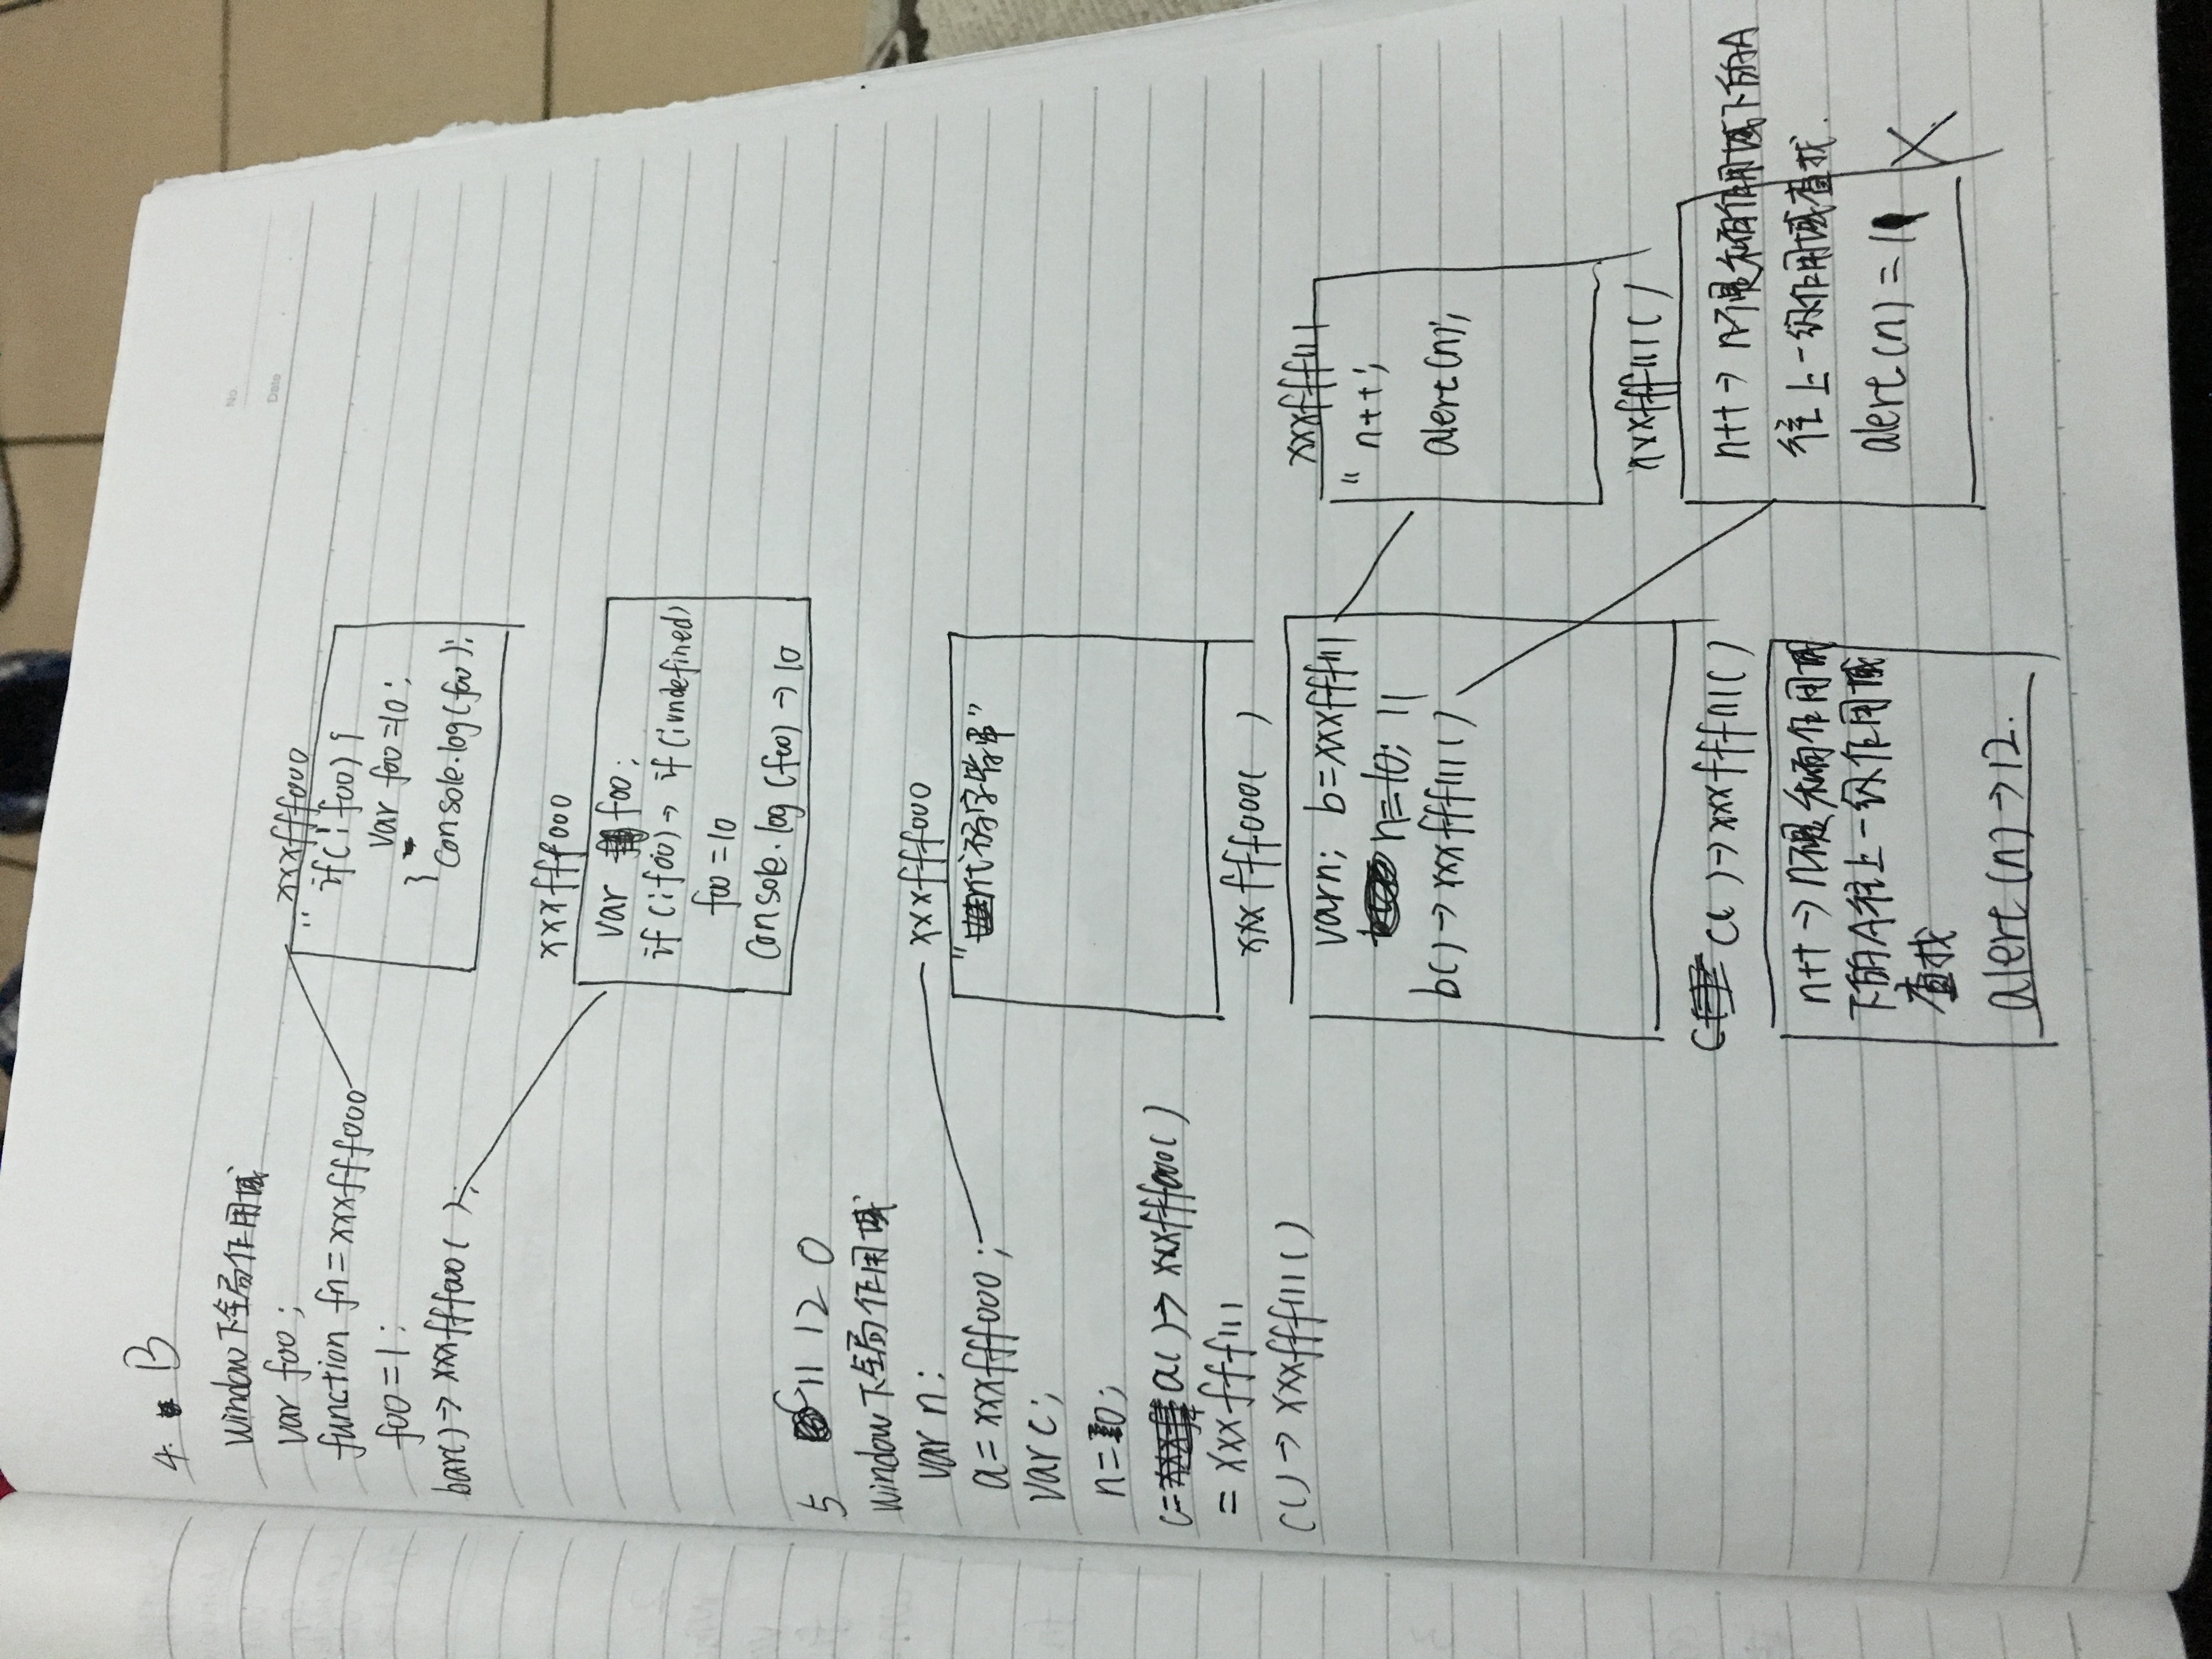 4. B
No.
Date
window下全局作用域
var foo;
function fn=xxxfff000
foo=1;
bar()→xxxfff000( );
xxxfff000
"if(!foo){
var foo=10;
}
console.log(foo);
xxxfff000
var foo;
if(!foo)→ if(!undefined)
foo=10
console.log(foo)→10
5 C 11 12 0
window下全局作用域
var n;
a=xxxfff000;
var c;
n=0;
c=a()→xxxfff000()
=xxxfff111
c()→xxxfff111()
xxxfff000
"代码字符串"
xxxfff000( )
var n; b=xxxfff111
n=10; 11
b()→xxxfff111()
xxxfff111
"n++;
alert(n);
xxxfff111( )
n++→n不是私有作用域下的A
往上一级作用域查找.
alert(n)=11
c( )→xxxfff111()
n++→n不是私有作用域
下的A往上一级作用域
查找
alert(n)→12.